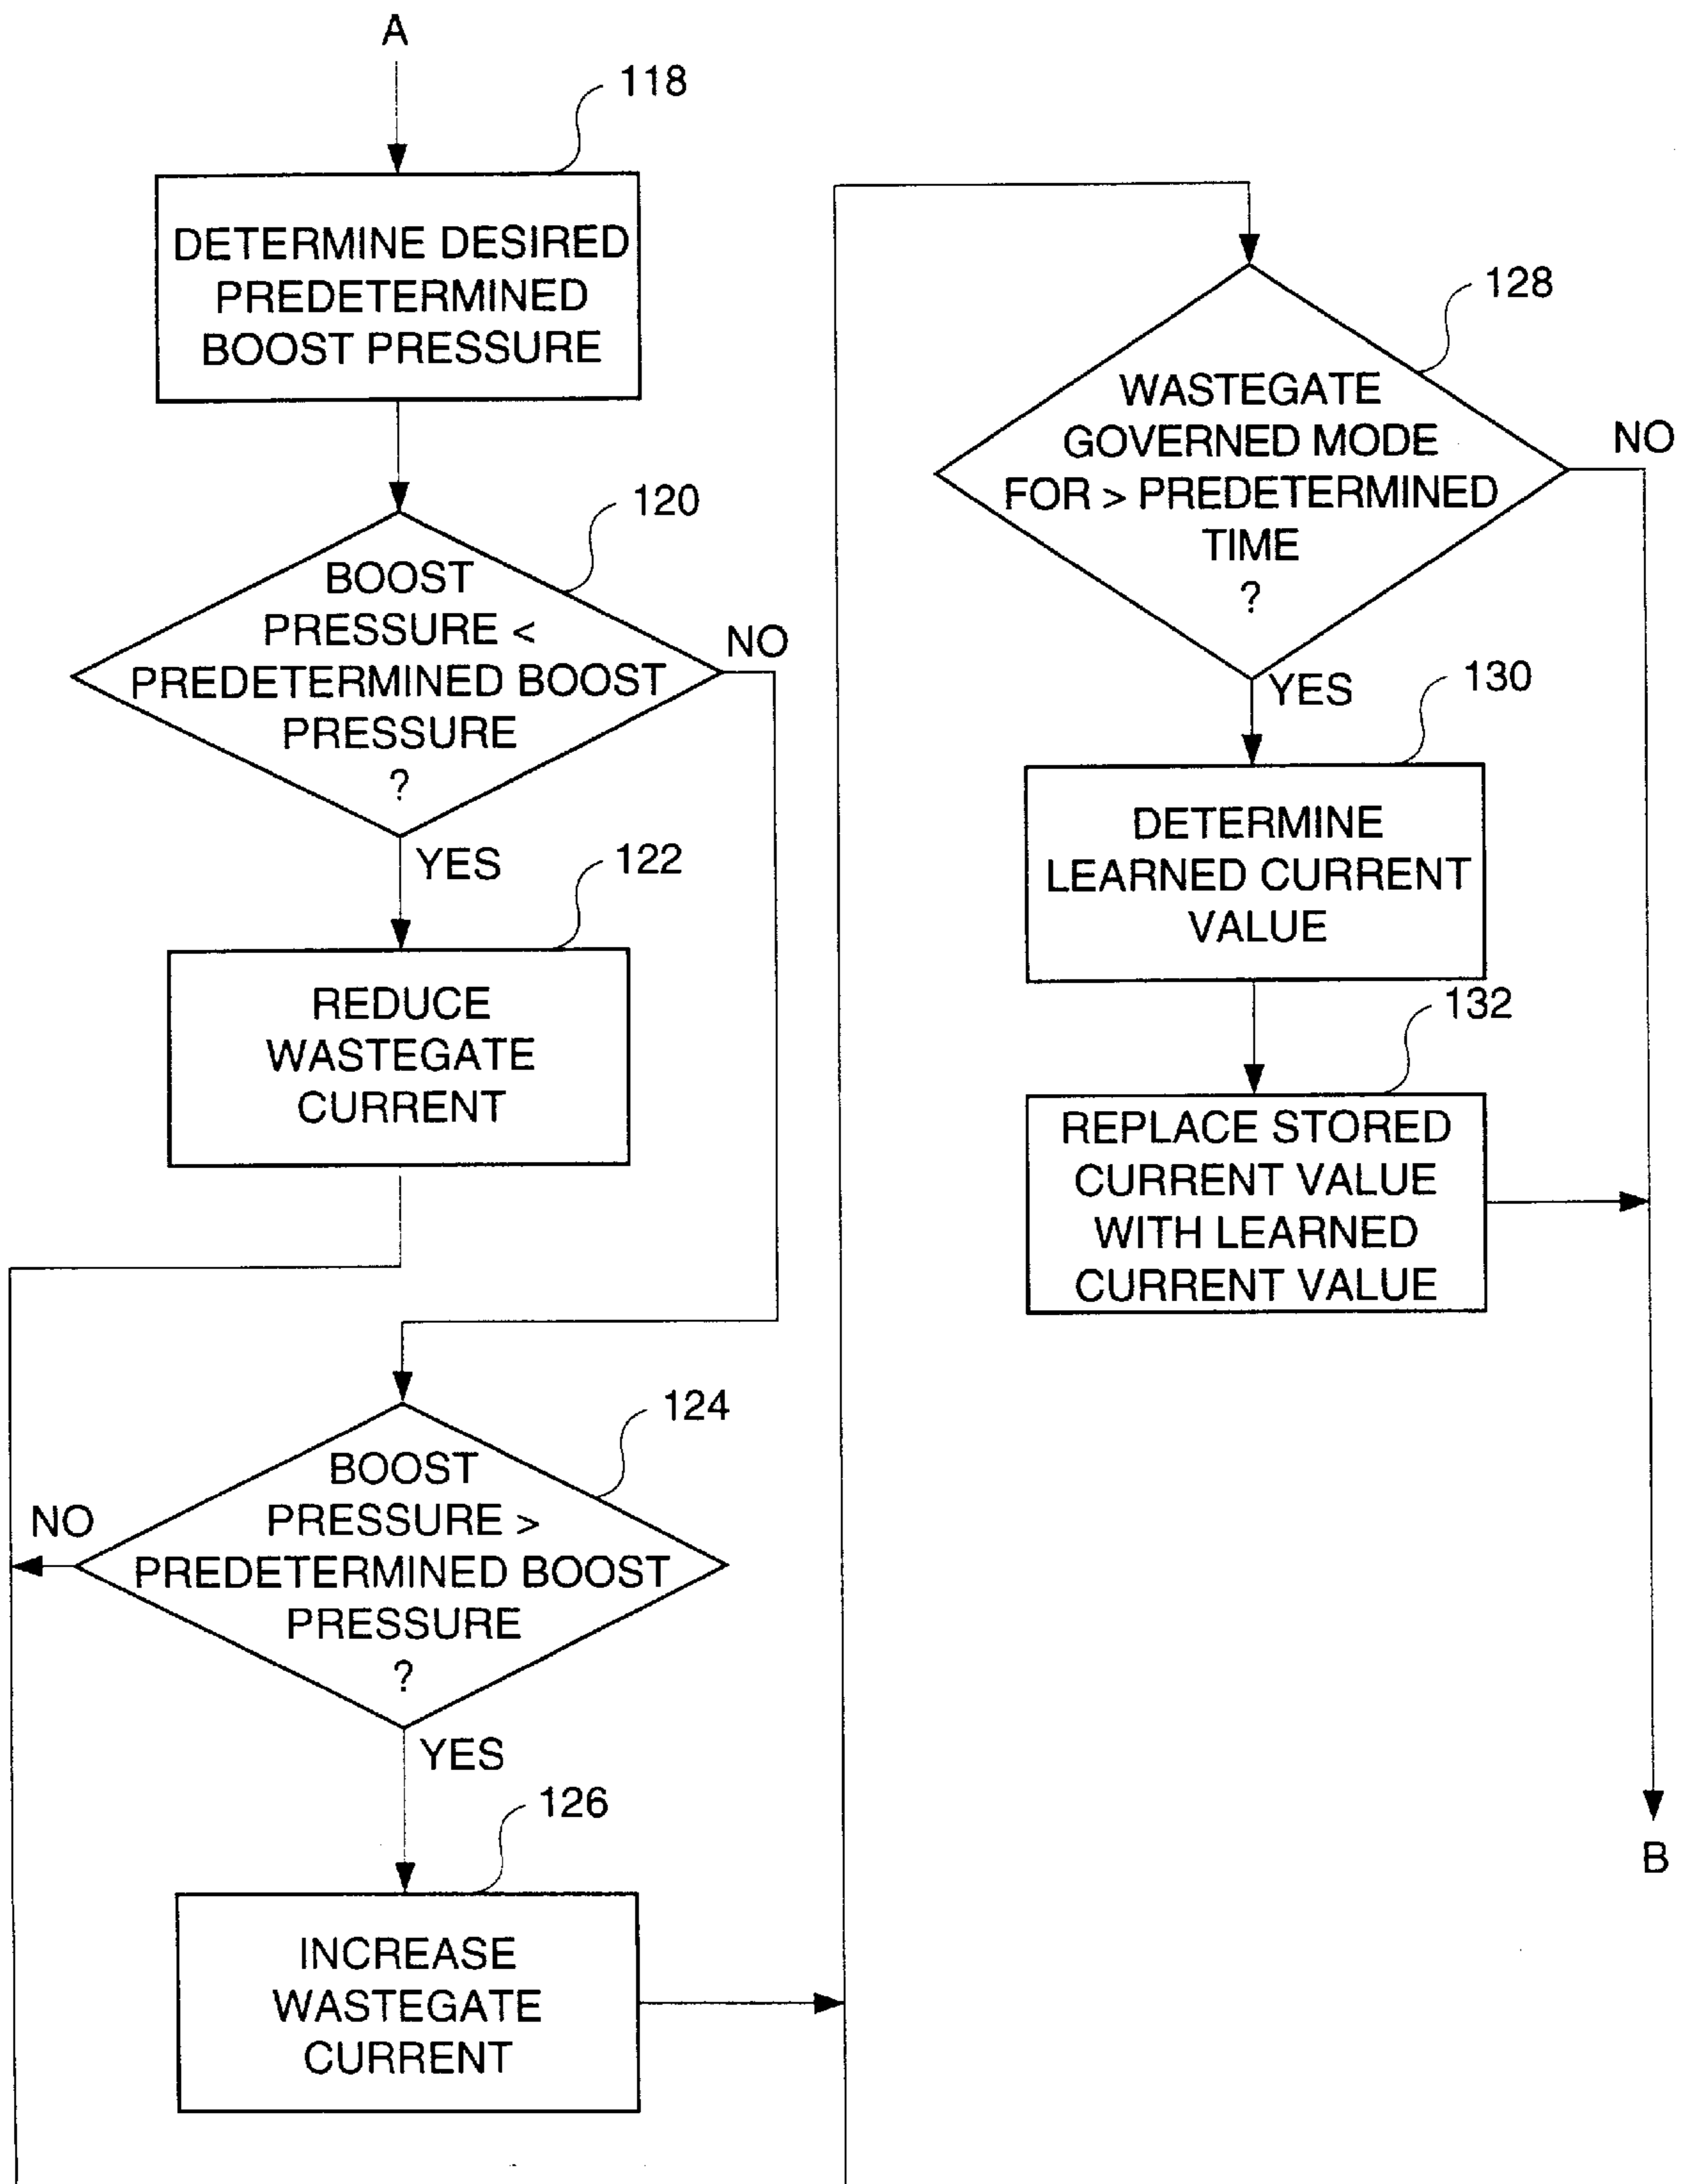 A
118
DETERMINE DESIRED
PREDETERMINED
BOOST PRESSURE
120
BOOST
PRESSURE <
PREDETERMINED BOOST
PRESSURE
?
NO
YES
122
REDUCE
WASTEGATE
CURRENT
124
BOOST
PRESSURE >
PREDETERMINED BOOST
PRESSURE
?
NO
YES
126
INCREASE
WASTEGATE
CURRENT
128
WASTEGATE
GOVERNED MODE
FOR > PREDETERMINED
TIME
?
NO
YES
130
DETERMINE
LEARNED CURRENT
VALUE
132
REPLACE STORED
CURRENT VALUE
WITH LEARNED
CURRENT VALUE
B